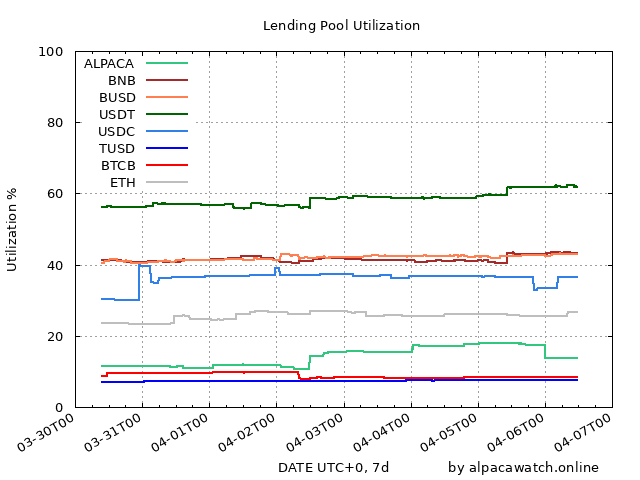 Lending Pool Utilization
100
80
60
40
20
0
Utilization %
ALPACA
BNB
BUSD
USDT
USDC
TUSD
BTCB
ETH
03-30T00
03-31T00
04-01T00
04-02T00
04-03T00
04-04T00
04-05T00
04-06T00
04-07T00
DATE UTC+0, 7d
by alpacawatch.online